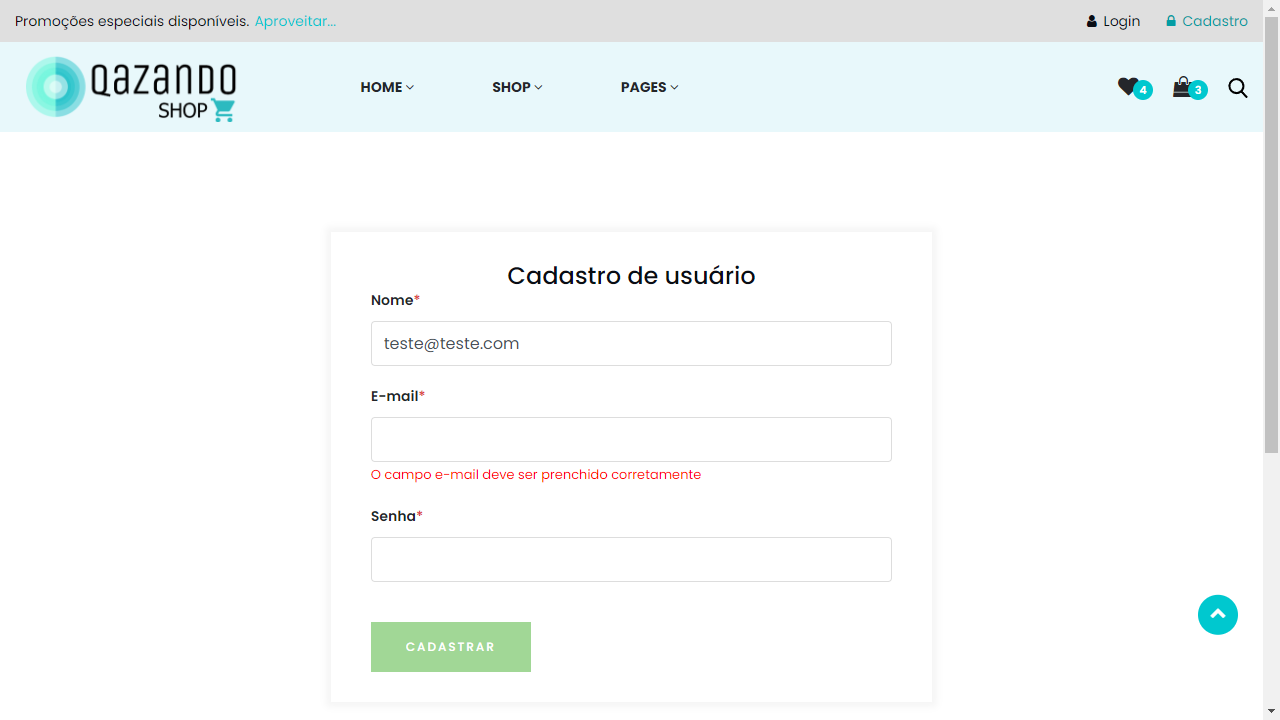 Promoções especiais disponíveis. Aproveitar...
Login
Cadastro
QAZANDO
SHOP
HOME
SHOP
PAGES
4
3
Cadastro de usuário
Nome*
teste@teste.com
E-mail*
O campo e-mail deve ser prenchido corretamente
Senha*
CADASTRAR